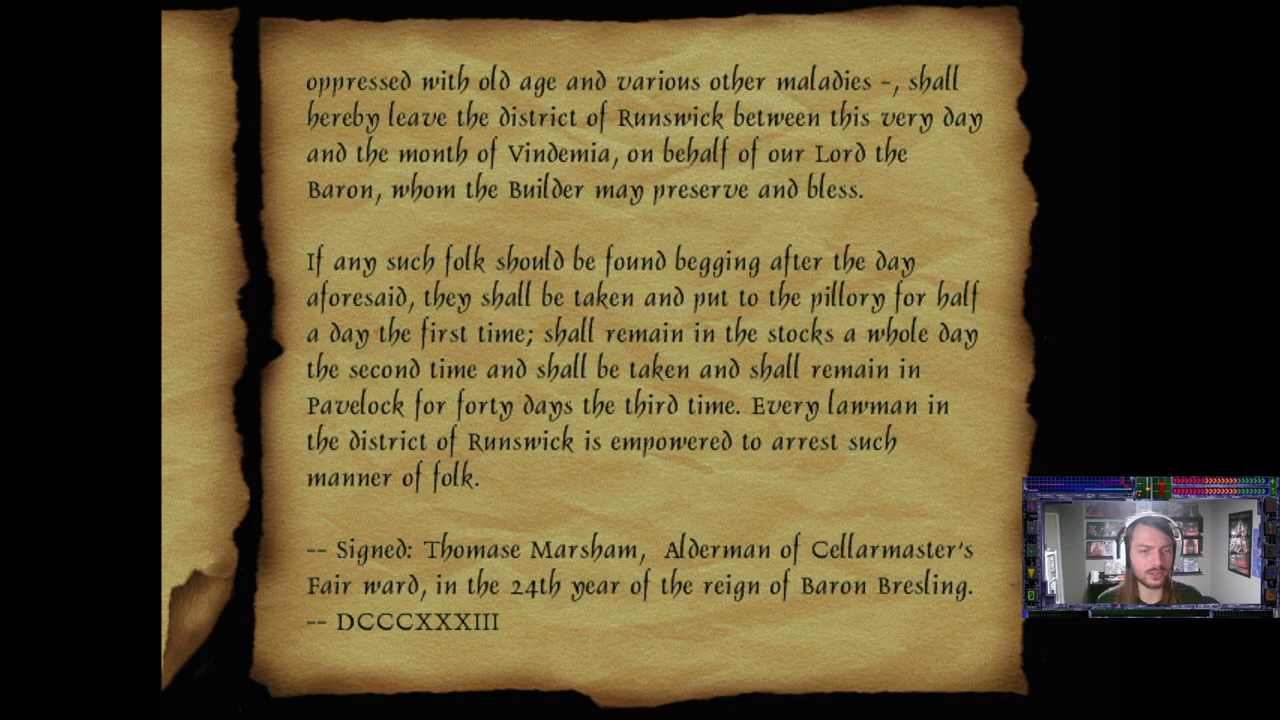 oppressed with old age and various other maladies -, shall
hereby leave the district of Runswick between this very day
and the month of Vindemia, on behalf of our Lord the
Baron, whom the Builder may preserve and bless.
If any such folk should be found begging after the day
aforesaid, they shall be taken and put to the pillory for half
a day the first time; shall remain in the stocks a whole day
the second time and shall be taken and shall remain in
Pavelock for forty days the third time. Every lawman in
the district of Runswick is empowered to arrest such
manner of folk.
-- Signed: Thomase Marsham, Alderman of Cellarmaster's
Fair ward, in the 24th year of the reign of Baron Bresling.
-- DCCCXXXIII